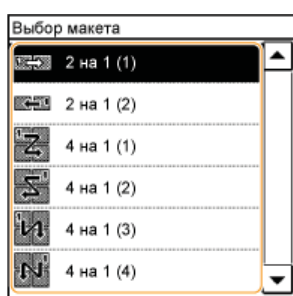 Выбор макета
2 на 1 (1)
2 на 1 (2)
4 на 1 (1)
4 на 1 (2)
4 на 1 (3)
4 на 1 (4)